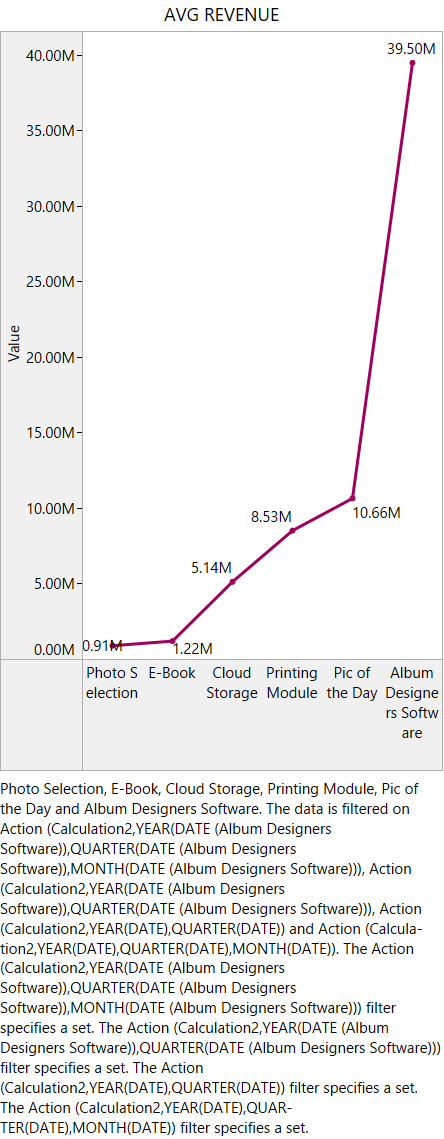 AVG REVENUE
39.50M
40.00M
35.00M
30.00M
25.00M
20.00M
Value
15.00M
10.00M
8.53M
10.66M
5.14M
5.00M
0.91M
1.22M
0.00M
Photo S
election
E-Book
Cloud
Storage
Printing
Module
Pic of
the Day
Album
Designe
rs Softw
are
Photo Selection, E-Book, Cloud Storage, Printing Module, Pic of
the Day and Album Designers Software. The data is filtered on
Action (Calculation2,YEAR(DATE (Album Designers
Software)),QUARTER(DATE (Album Designers
Software)),MONTH(DATE (Album Designers Software))), Action
(Calculation2,YEAR(DATE (Album Designers
Software)),QUARTER(DATE (Album Designers Software))), Action
(Calculation2,YEAR(DATE),QUARTER(DATE)) and Action (Calcula-
tion2,YEAR(DATE),QUARTER(DATE),MONTH(DATE)). The Action
(Calculation2,YEAR(DATE (Album Designers
Software)),QUARTER(DATE (Album Designers
Software)),MONTH(DATE (Album Designers Software))) filter
specifies a set. The Action (Calculation2,YEAR(DATE (Album
Designers Software)),QUARTER(DATE (Album Designers Software)))
filter specifies a set. The Action
(Calculation2,YEAR(DATE),QUARTER(DATE)) filter specifies a set.
The Action (Calculation2,YEAR(DATE),QUAR-
TER(DATE),MONTH(DATE)) filter specifies a set.